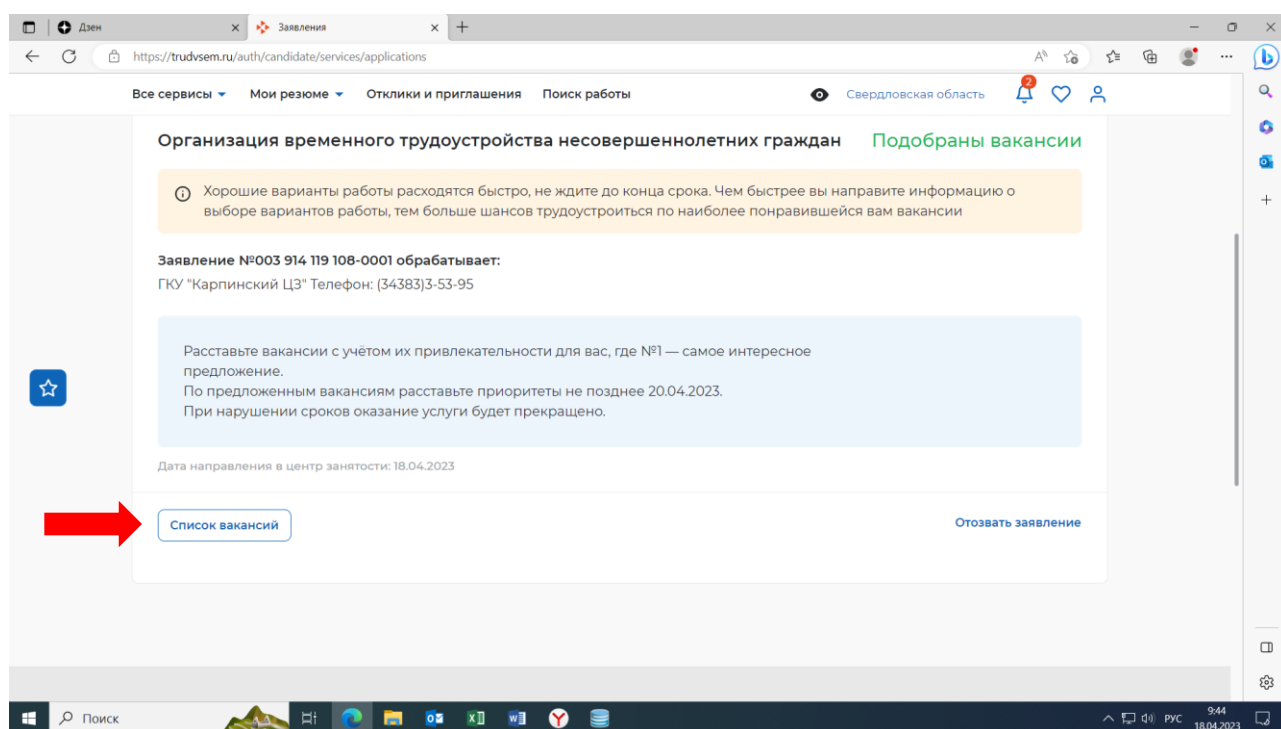 Дзен
Заявления
https://trudvsem.ru/auth/candidate/services/applications
Все сервисы Мои резюме Отклики и приглашения Поиск работы Свердловская область 2
Организация временного трудоустройства несовершеннолетних граждан Подобраны вакансии
Хорошие варианты работы расходятся быстро, не ждите до конца срока. Чем быстрее вы направите информацию о
выборе вариантов работы, тем больше шансов трудоустроиться по наиболее понравившейся вам вакансии
Заявление №003 914 119 108-0001 обрабатывает:
ГКУ "Карпинский ЦЗ" Телефон: (34383)3-53-95
Расставьте вакансии с учётом их привлекательности для вас, где №1 — самое интересное
предложение.
По предложенным вакансиям расставьте приоритеты не позднее 20.04.2023.
При нарушении сроков оказание услуги будет прекращено.
Дата направления в центр занятости: 18.04.2023
Список вакансий Отозвать заявление
Поиск
РУС
9:44
18.04.2023